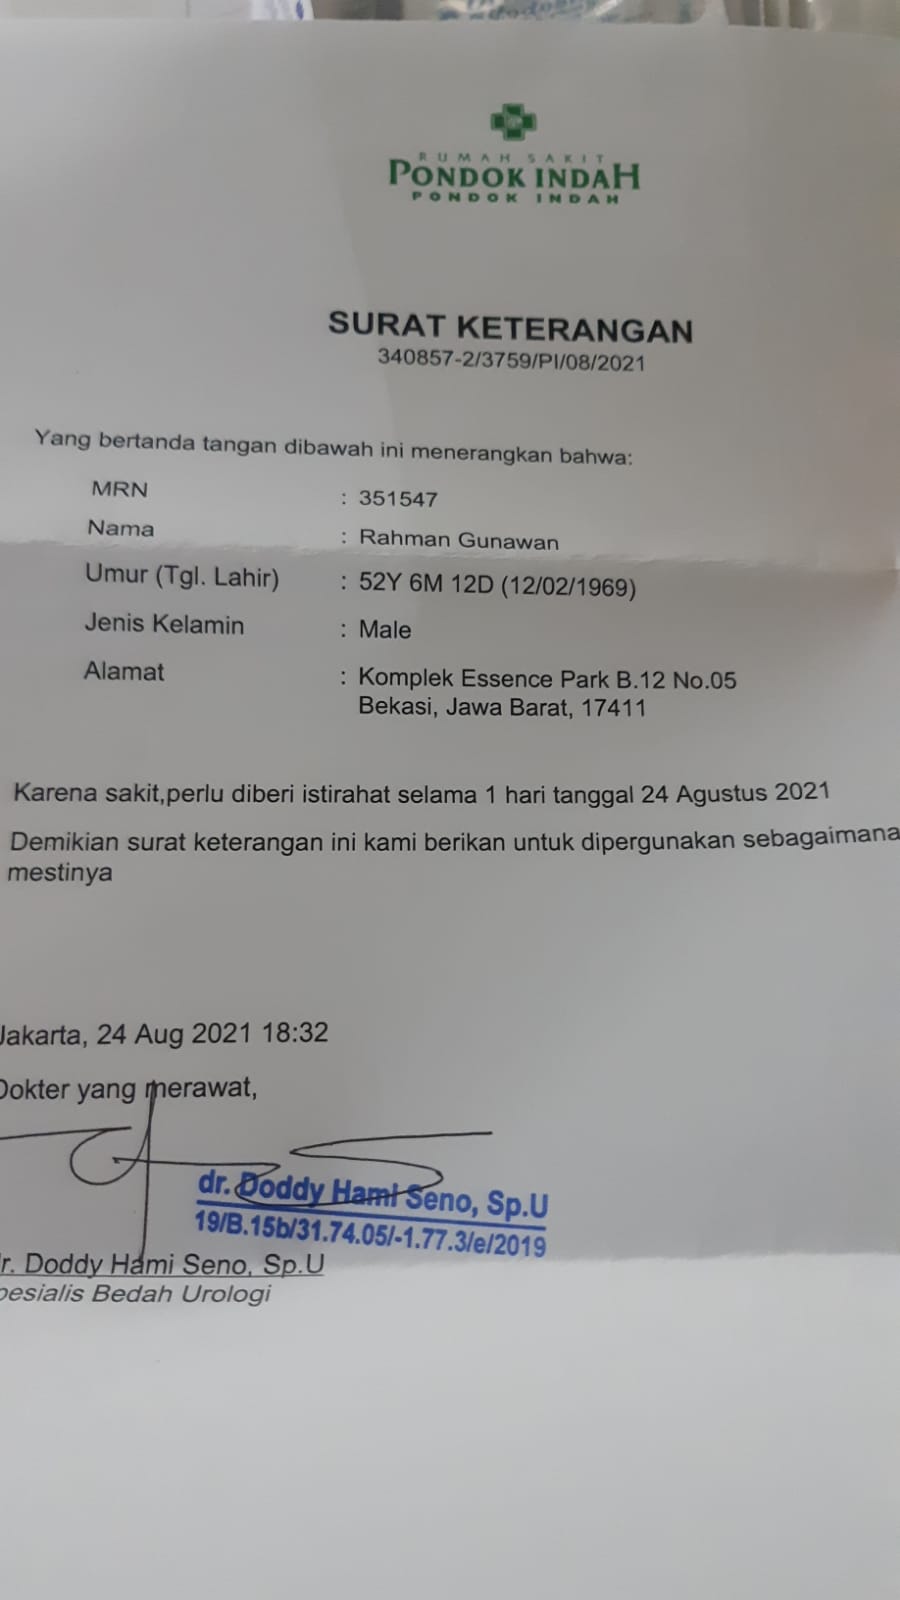 RUMAH SAKIT
PONDOK INDAH
PONDOK INDAH
SURAT KETERANGAN
340857-2/3759/PI/08/2021
Yang bertanda tangan dibawah ini menerangkan bahwa:
MRN : 351547
Nama : Rahman Gunawan
Umur (Tgl. Lahir) : 52Y 6M 12D (12/02/1969)
Jenis Kelamin : Male
Alamat : Komplek Essence Park B.12 No.05
Bekasi, Jawa Barat, 17411
Karena sakit,perlu diberi istirahat selama 1 hari tanggal 24 Agustus 2021
Demikian surat keterangan ini kami berikan untuk dipergunakan sebagaimana
mestinya
Jakarta, 24 Aug 2021 18:32
Dokter yang merawat,
dr. Doddy Hami Seno, Sp.U
19/B.15b/31.74.05/-1.77.3/e/2019
r. Doddy Hami Seno, Sp.U
pesialis Bedah Urologi